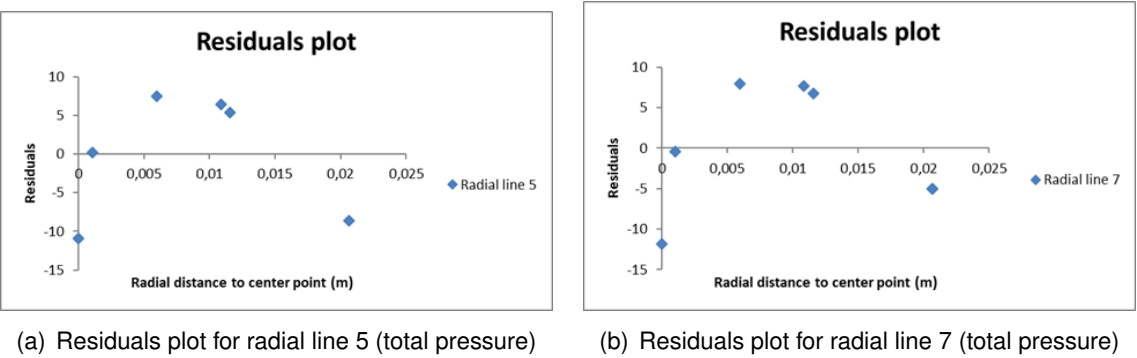 Residuals plot
10
5
0
-5
-10
-15
0 0,005 0,01 0,015 0,02 0,025
Residuals
Radial distance to center point (m)
Radial line 5
(a) Residuals plot for radial line 5 (total pressure)
Residuals plot
10
5
0
-5
-10
-15
0 0,005 0,01 0,015 0,02 0,025
Residuals
Radial distance to center point (m)
Radial line 7
(b) Residuals plot for radial line 7 (total pressure)